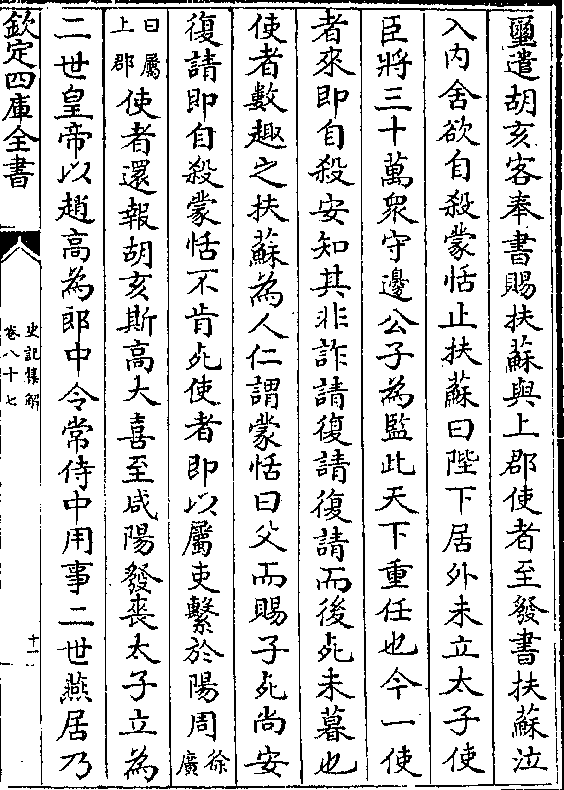 璽遣胡亥客奉書賜扶蘇與上郡使者至發書扶蘇泣
入内舍欲自殺蒙恬止扶蘇曰陛下居外未立太子使
臣將三十萬衆守邊公子為監此天下重任也今一使
者來即自殺安知其非詐請復請復請而後死未暮也
使者數趣之扶蘇為人仁謂蒙恬曰父而賜子死尚安
復請即自殺蒙恬不肯死使者即以屬吏繫於陽周
徐廣
曰屬上郡
使者還報胡亥斯高大喜至咸陽發喪太子立為
二世皇帝以趙高為郎中令常侍中用事二世燕居乃
欽定四庫全書
史記集解
卷八十七
十一